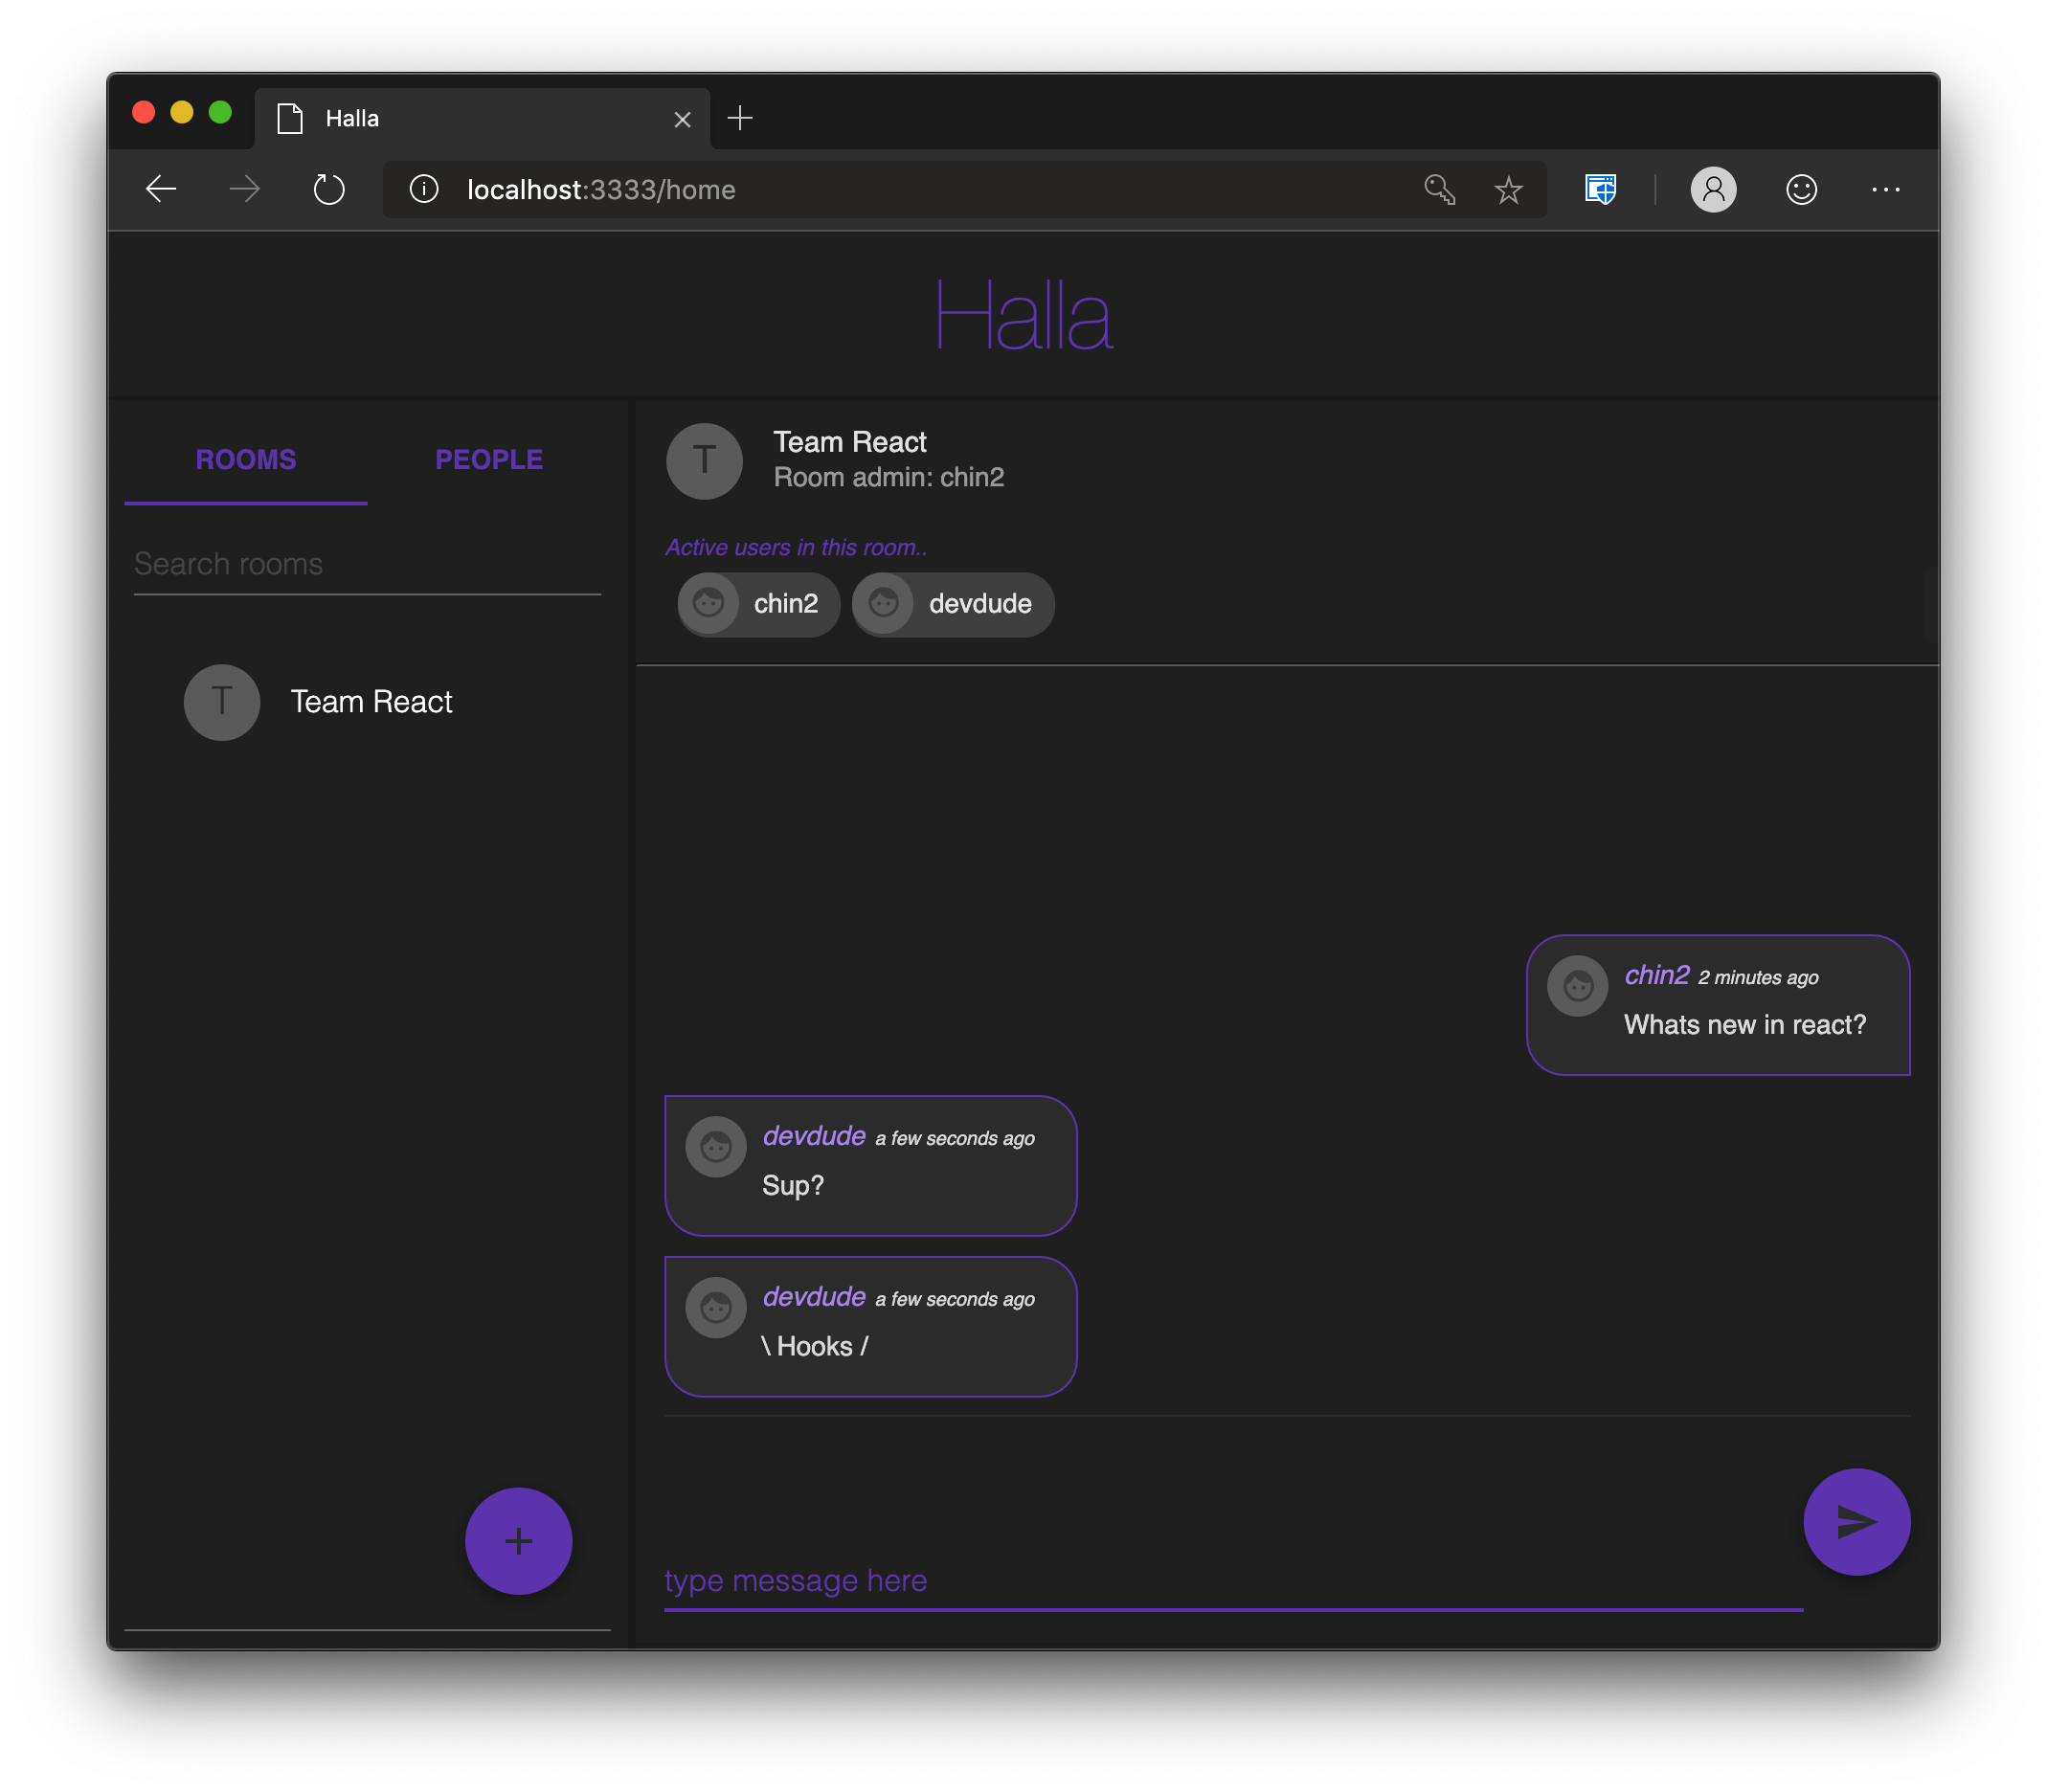 Halla
localhost:3333/home
Halla
ROOMS
PEOPLE
Search rooms
T
Team React
T
Team React
Room admin: chin2
Active users in this room..
chin2
devdude
chin2 2 minutes ago
Whats new in react?
devdude a few seconds ago
Sup?
devdude a few seconds ago
\ Hooks /
type message here